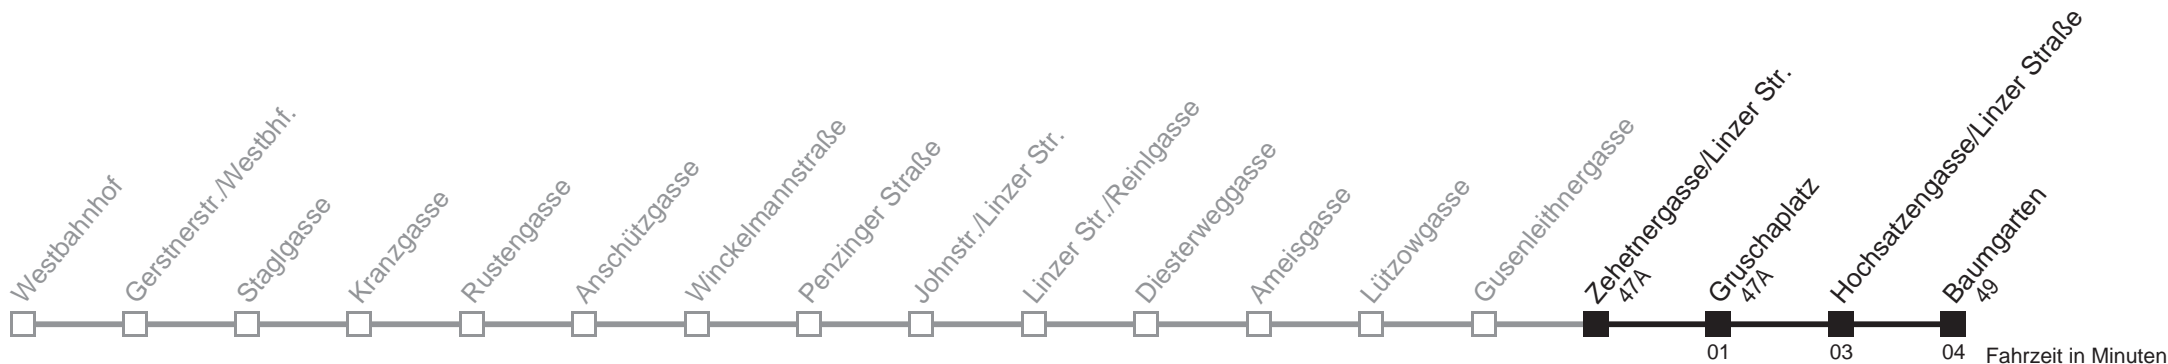 Westbahnhof
Gerstnerstr./Westbhf.
Staglgasse
Kranzgasse
Rustengasse
Anschützgasse
Winckelmannstraße
Penzinger Straße
Johnstr./Linzer Str.
Linzer Str./Reinlgasse
Diesterweggasse
Ameisgasse
Lützowgasse
Gusenleithnergasse
Zehetnergasse/Linzer Str.
47A
Gruschaplatz
47A
Hochsatzengasse/Linzer Straße
Baumgarten
49
01 03 04 Fahrzeit in Minuten